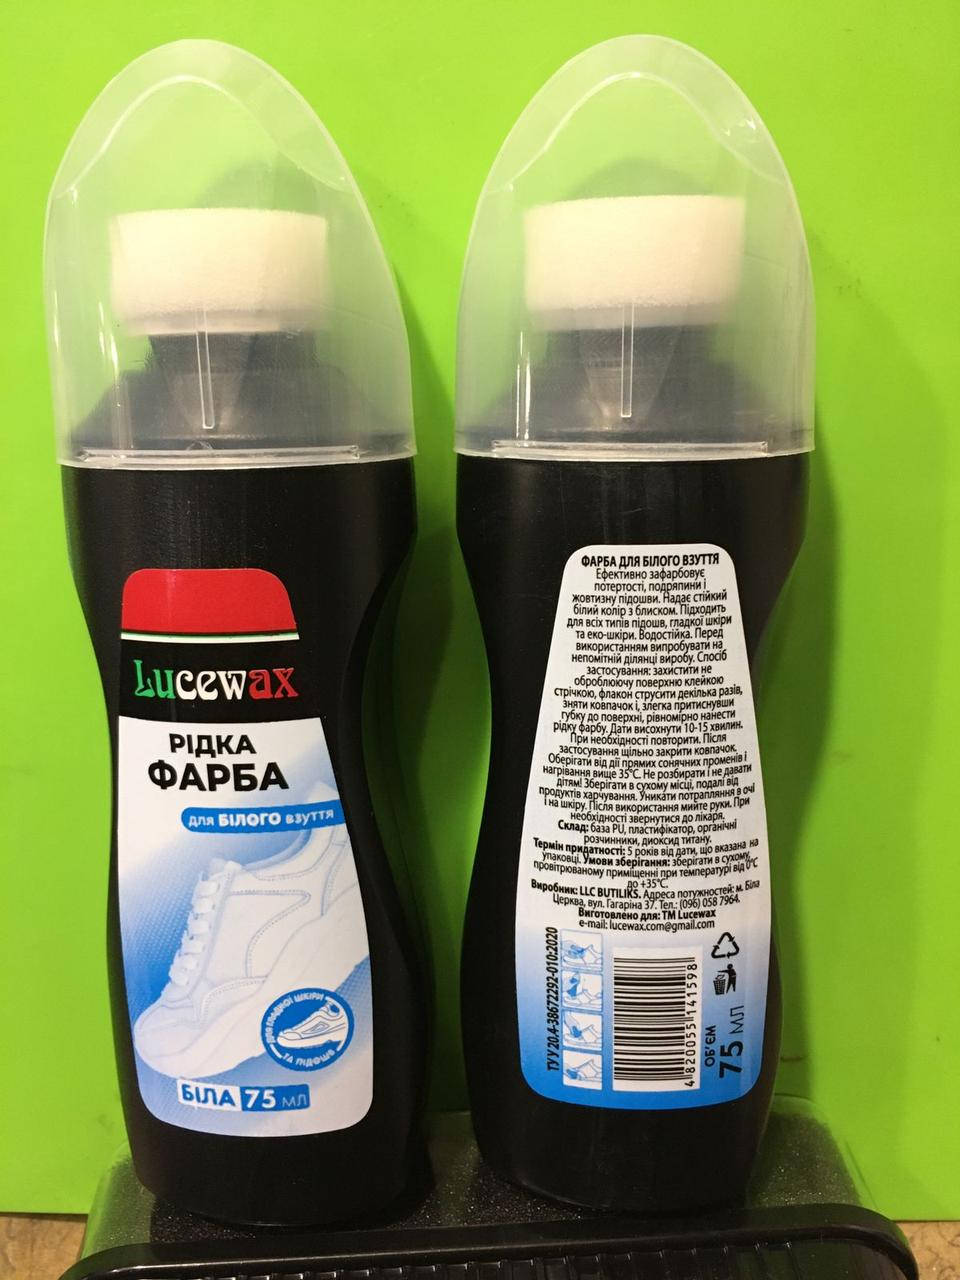 Lucewax
РІДКА
ФАРБА
для БІЛОГО взуття
для гладкої шкіри
та підошв
БІЛА 75 МЛ
ФАРБА ДЛЯ БІЛОГО ВЗУТТЯ
Ефективно зафарбовує
потертості, подряпини і
жовтизну підошви. Надає стійкий
білий колір з блиском. Підходить
для всіх типів підошв, гладкої шкіри
та еко-шкіри. Водостійка. Перед
використанням випробувати на
непомітній ділянці виробу. Спосіб
застосування: захистити не
оброблюючу поверхню клейкою
стрічкою, флакон струсити декілька разів,
зняти ковпачок і, злегка притиснувши
губку до поверхні, рівномірно нанести
рідку фарбу. Дати висохнути 10-15 хвилин.
При необхідності повторити. Після
застосування щільно закрити ковпачок.
Оберігати від дії прямих сонячних променів і
нагрівання вище 35°C. Не розбирати і не давати
дітям! Зберігати в сухому місці, подалі від
продуктів харчування. Уникати потрапляння в очі
і на шкіру. Після використання мийте руки. При
необхідності звернутися до лікаря.
Склад: база PU, пластифікатор, органічні
розчинники, диоксид титану.
Термін придатності: 5 років від дати, що вказана на
упаковці. Умови зберігання: зберігати в сухому,
провітрюваному приміщенні при температурі від 0°C
до +35°C.
Виробник: LLC BUTILIKS. Адреса потужностей: м. Біла
Церква, вул. Гагаріна 37. Тел.: (096) 058 7964.
Виготовлено для: ТМ Lucewax
e-mail: lucewax.com@gmail.com
ТУ У 20.4-38672292-010:2020
4 820055 141598
ОБ'ЄМ
75 МЛ